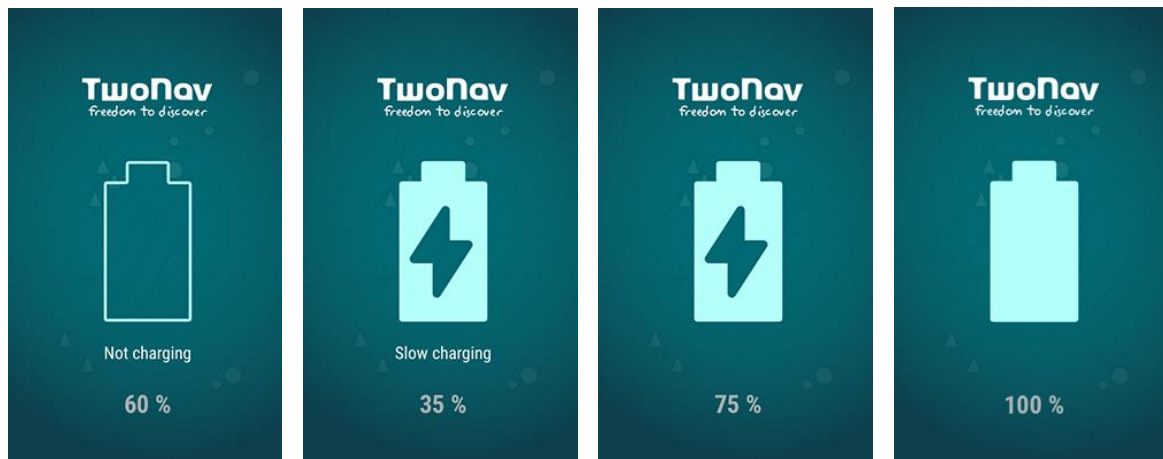 TwoNav
freedom to discover
Not charging
60 %
TwoNav
freedom to discover
Slow charging
35 %
TwoNav
freedom to discover
75 %
TwoNav
freedom to discover
100 %